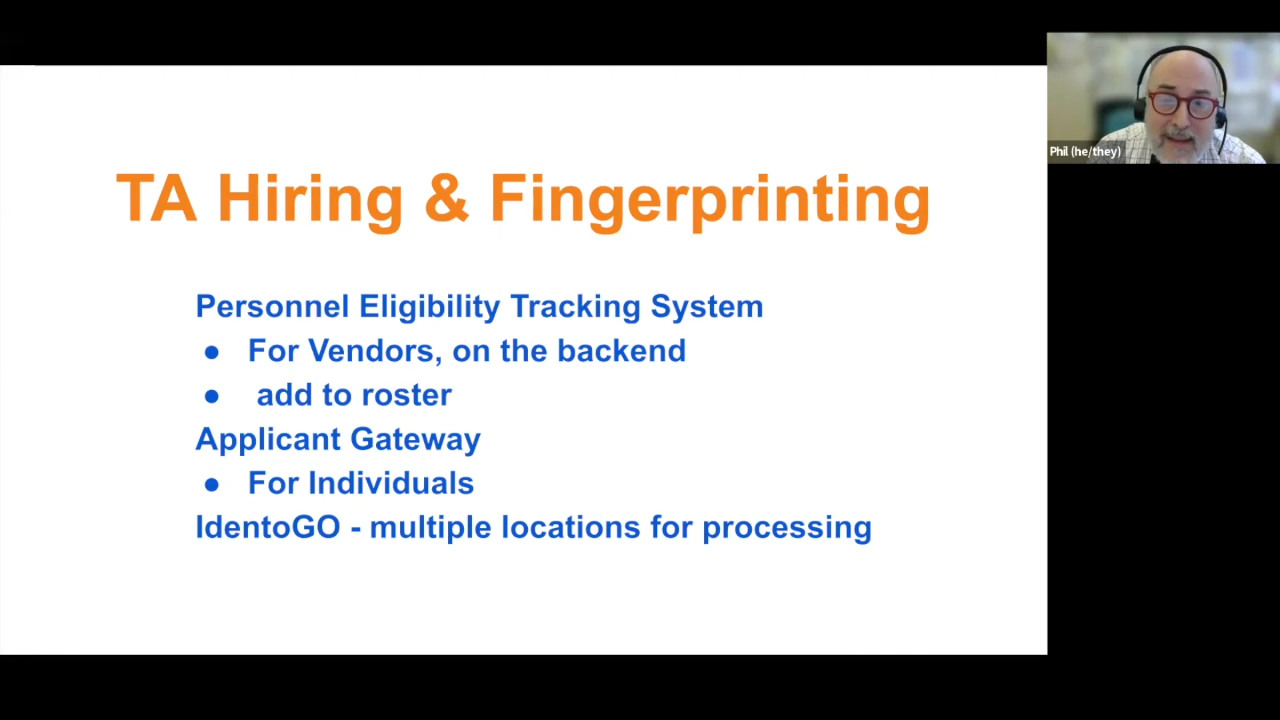 TA Hiring & Fingerprinting
Personnel Eligibility Tracking System
● For Vendors, on the backend
● add to roster
Applicant Gateway
● For Individuals
IdentoGO - multiple locations for processing
Phil (he/they)